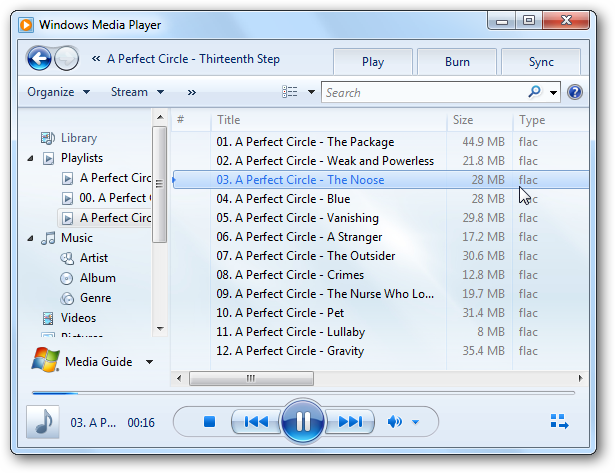 Windows Media Player
« A Perfect Circle - Thirteenth Step Play Burn Sync
Organize Stream » Search
Library
Playlists
A Perfect Circ
00. A Perfect
A Perfect Circ
Music
Artist
Album
Genre
Videos
Pictures
Media Guide
# Title Size Type
01. A Perfect Circle - The Package 44.9 MB flac
02. A Perfect Circle - Weak and Powerless 21.8 MB flac
03. A Perfect Circle - The Noose 28 MB flac
04. A Perfect Circle - Blue 28 MB flac
05. A Perfect Circle - Vanishing 29.8 MB flac
06. A Perfect Circle - A Stranger 17.2 MB flac
07. A Perfect Circle - The Outsider 30.6 MB flac
08. A Perfect Circle - Crimes 12.8 MB flac
09. A Perfect Circle - The Nurse Who Lo... 19.7 MB flac
10. A Perfect Circle - Pet 31.4 MB flac
11. A Perfect Circle - Lullaby 8 MB flac
12. A Perfect Circle - Gravity 35.4 MB flac
03. A P... 00:16